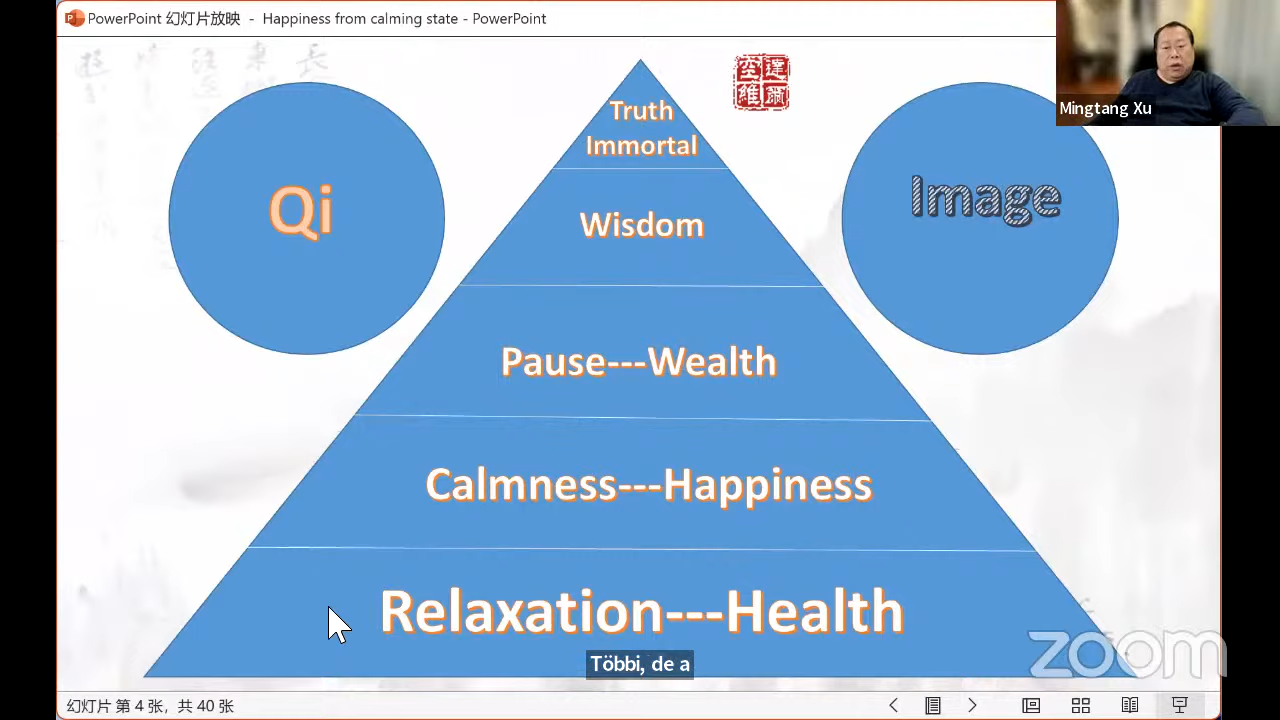 PowerPoint 幻灯片放映 - Happiness from calming state - PowerPoint
Mingtang Xu
Qi
Truth
Immortal
Image
Wisdom
Pause---Wealth
Calmness---Happiness
Relaxation---Health
Többi, de a
zoom
幻灯片 第 4 张，共 40 张